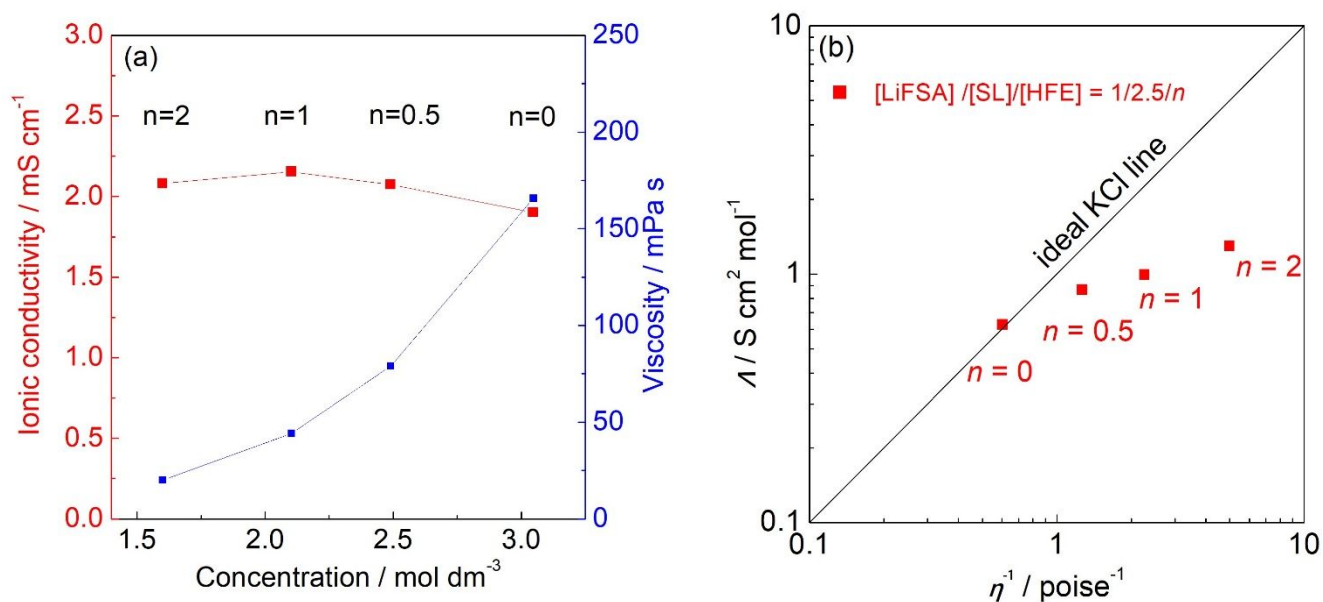 (a)
Ionic conductivity / mS cm⁻¹
3.0
2.5
2.0
1.5
1.0
0.5
0.0
n=2
n=1
n=0.5
n=0
250
200
150
100
50
0
Viscosity / mPa s
1.5
2.0
2.5
3.0
Concentration / mol dm⁻³
(b)
[LiFSA] /[SL]/[HFE] = 1/2.5/n
ideal KCl line
Λ / S cm² mol⁻¹
10
1
0.1
n = 0
n = 0.5
n = 1
n = 2
0.1
1
10
η⁻¹ / poise⁻¹